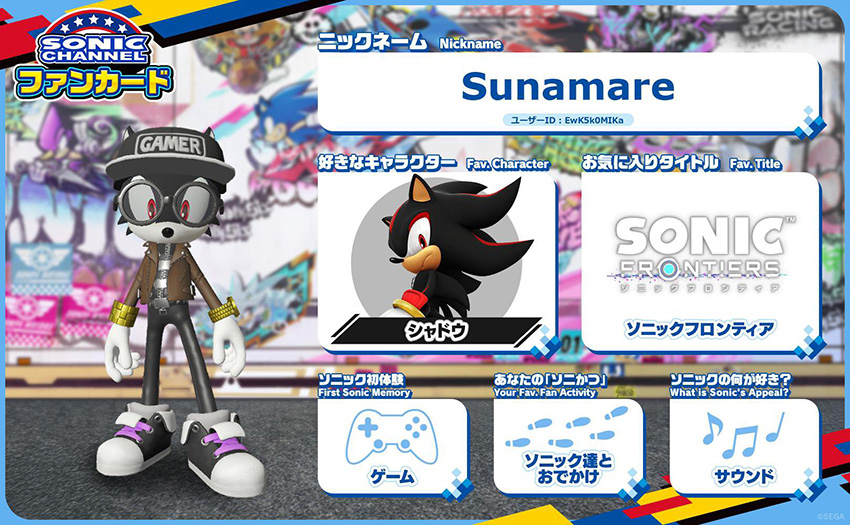 SONIC
CHANNEL
ファンカード
SONIC
RACING
ニックネーム Nickname
Sunamare
ユーザーID:EwK5k0MIKa
GAMER
好きなキャラクター Fav. Character
シャドウ
お気に入りタイトル Fav. Title
SONIC™
FRONTIERS
ソニックフロンティア
ソニックフロンティア
ソニック初体験
First Sonic Memory
ゲーム
あなたの「ソニかつ」
Your Fav. Fan Activity
ソニック達と
おでかけ
ソニックの何が好き?
What is Sonic's Appeal?
サウンド
©SEGA